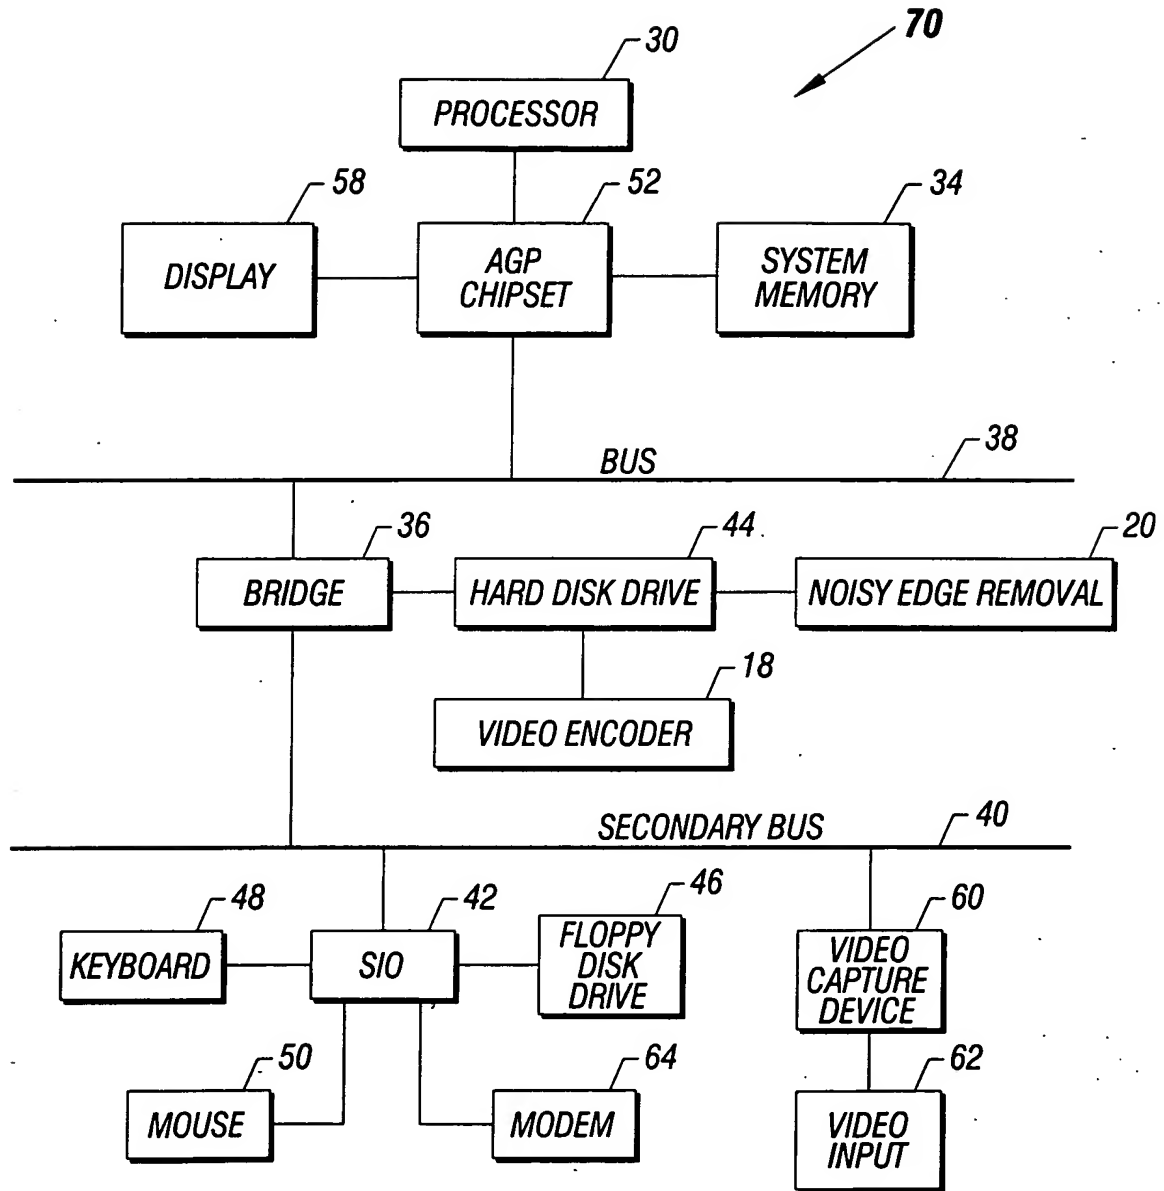 70
30
PROCESSOR
58
52
34
DISPLAY
AGP
CHIPSET
SYSTEM
MEMORY
BUS
38
36
44
20
BRIDGE
HARD DISK DRIVE
NOISY EDGE REMOVAL
18
VIDEO ENCODER
SECONDARY BUS
40
48
42
46
60
KEYBOARD
SIO
FLOPPY
DISK
DRIVE
VIDEO
CAPTURE
DEVICE
50
64
62
MOUSE
MODEM
VIDEO
INPUT